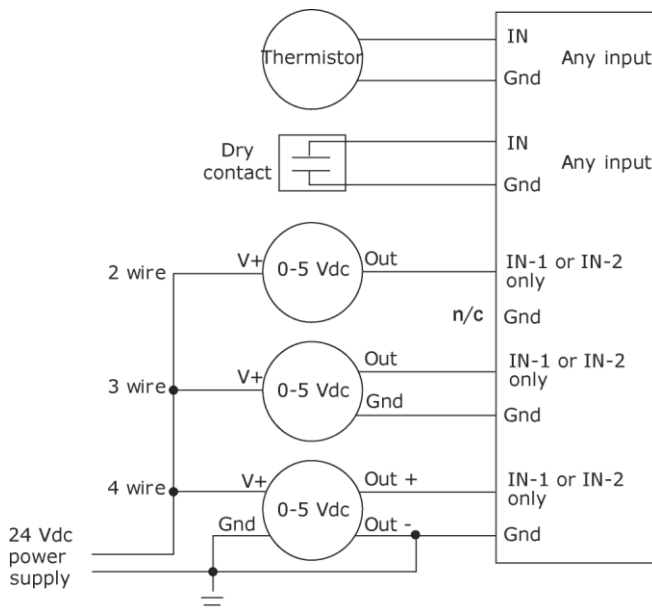 Thermistor
IN
Any input
Gnd
Dry
contact
IN
Any input
Gnd
2 wire
V+
0-5 Vdc
Out
IN-1 or IN-2
only
n/c
Gnd
3 wire
V+
0-5 Vdc
Out
IN-1 or IN-2
only
Gnd
Gnd
4 wire
V+
0-5 Vdc
Out +
IN-1 or IN-2
only
Gnd
Out -
Gnd
24 Vdc
power
supply